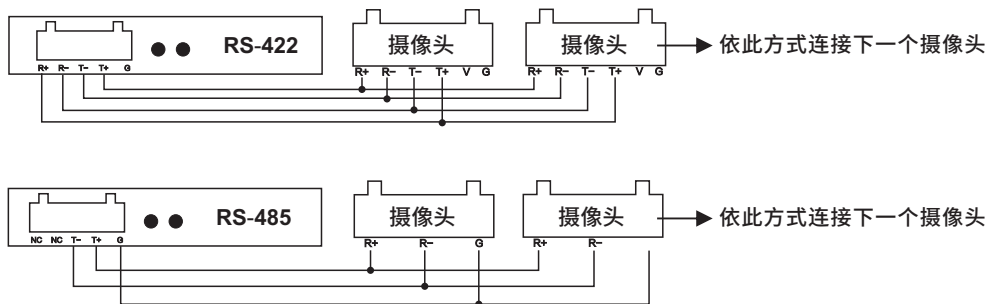 RS-422
摄像头
摄像头
依此方式连接下一个摄像头
R+ R- T- T+ G
R+ R- T- T+ V G
R+ R- T- T+ V G
RS-485
摄像头
摄像头
依此方式连接下一个摄像头
NC NC T- T+ G
R+ R- G
R+ R-